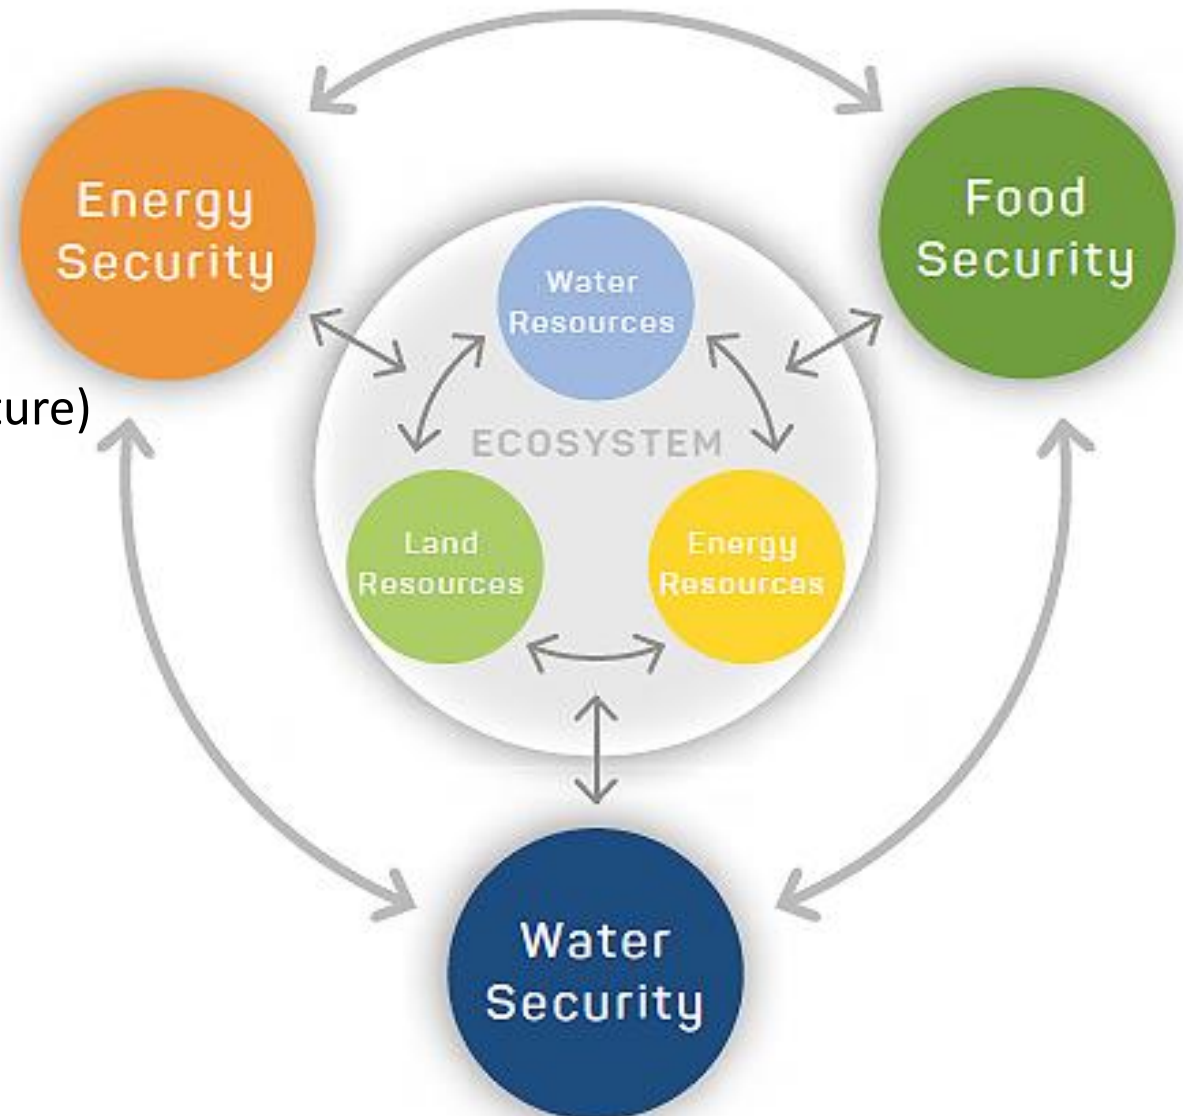 Energy
Security
Food
Security
Water
Resources
ture)
ECOSYSTEM
Land
Resources
Energy
Resources
Water
Security